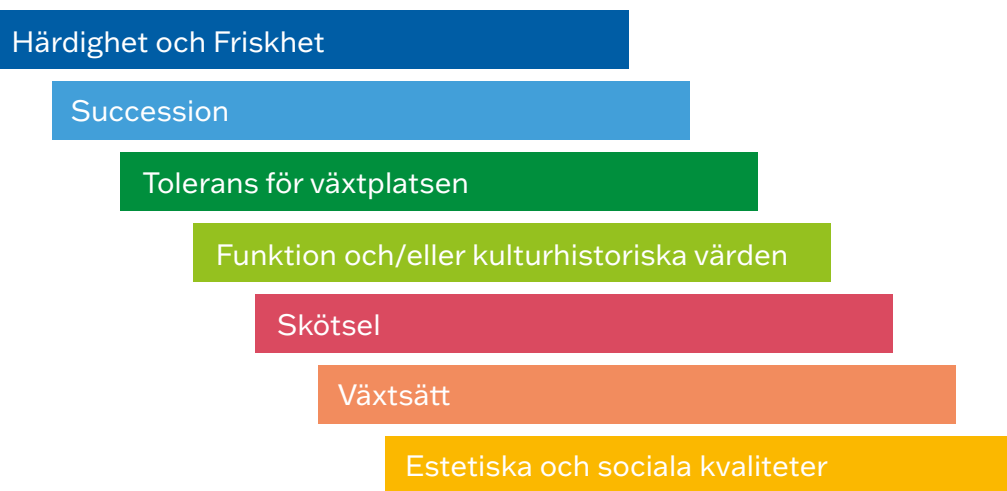 Härdighet och Friskhet
Succession
Tolerans för växtplatsen
Funktion och/eller kulturhistoriska värden
Skötsel
Växtsätt
Estetiska och sociala kvaliteter